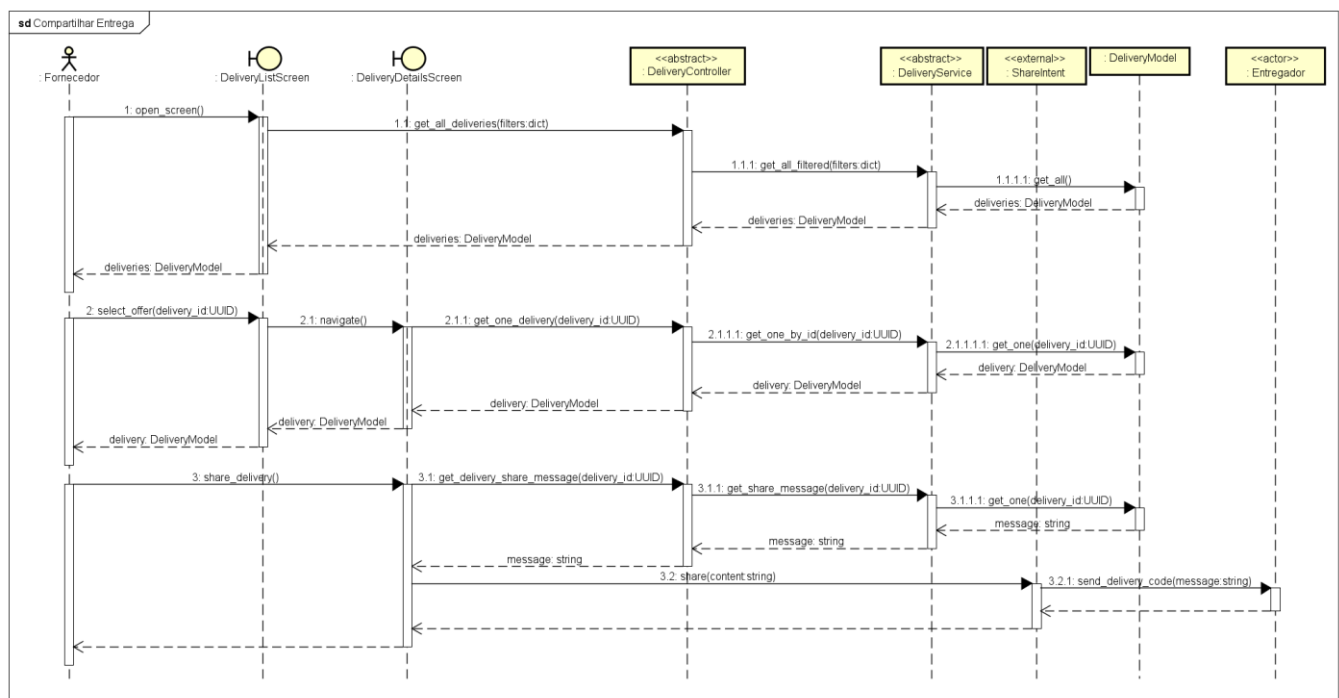 sd Compartilhar Entrega
: Fornecedor
: DeliveryListScreen
: DeliveryDetailsScreen
<<abstract>>
: DeliveryController
<<abstract>>
: DeliveryService
<<external>>
: ShareIntent
: DeliveryModel
<<actor>>
: Entregador
1: open_screen()
1.1: get_all_deliveries(filters:dict)
1.1.1: get_all_filtered(filters:dict)
1.1.1.1: get_all()
deliveries: DeliveryModel
deliveries: DeliveryModel
deliveries: DeliveryModel
deliveries: DeliveryModel
2: select_offer(delivery_id:UUID)
2.1: navigate()
2.1.1: get_one_delivery(delivery_id:UUID)
2.1.1.1: get_one_by_id(delivery_id:UUID)
2.1.1.1.1: get_one(delivery_id:UUID)
delivery: DeliveryModel
delivery: DeliveryModel
delivery: DeliveryModel
delivery: DeliveryModel
delivery: DeliveryModel
3: share_delivery()
3.1: get_delivery_share_message(delivery_id:UUID)
3.1.1: get_share_message(delivery_id:UUID)
3.1.1.1: get_one(delivery_id:UUID)
message: string
message: string
message: string
3.2: share(content:string)
3.2.1: send_delivery_code(message:string)